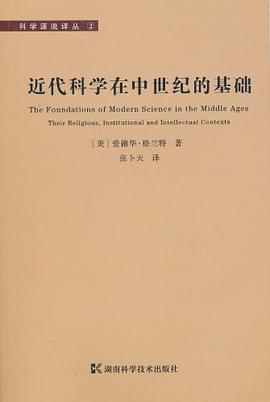 科学源流译丛 ②
近代科学在中世纪的基础
The Foundations of Modern Science in the Middle Ages
Their Religious, Institutional and Intellectual Contexts
[美] 爱德华·格兰特 著
张卜天 译
湖南科学技术出版社